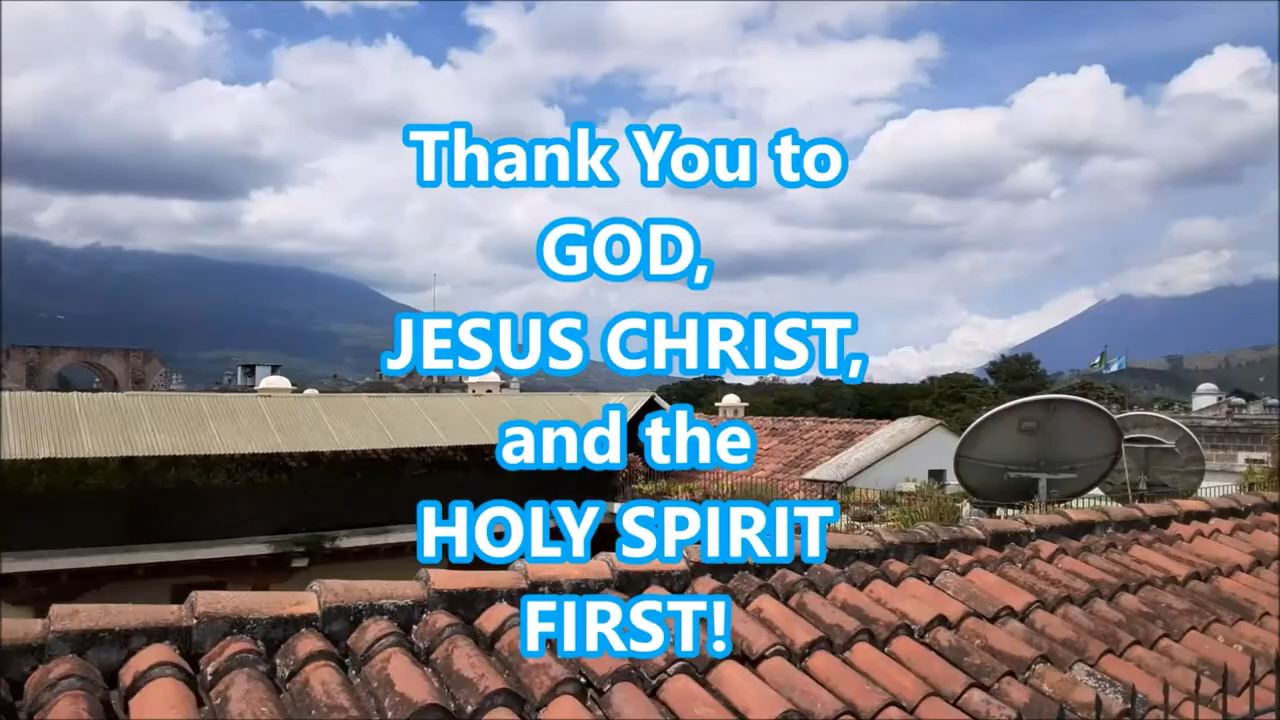 Thank You to
GOD,
JESUS CHRIST,
and the
HOLY SPIRIT
FIRST!